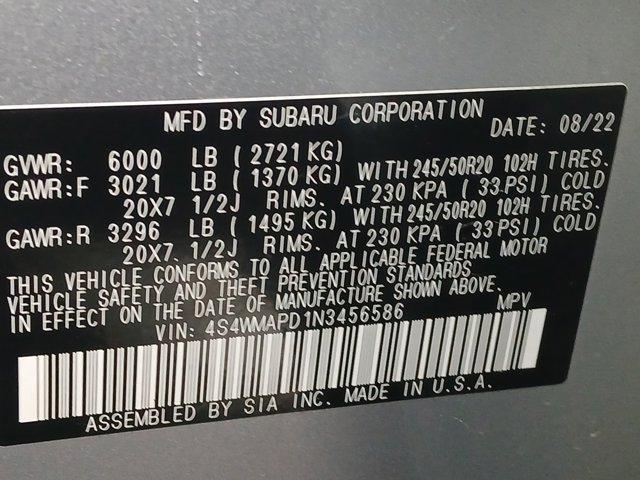 MFD BY SUBARU CORPORATION DATE: 08/22
GVWR: 6000 LB ( 2721 KG)
GAWR:F 3021 LB ( 1370 KG) WITH 245/50R20 102H TIRES.
20X7 1/2J RIMS. AT 230 KPA ( 33 PSI) COLD
GAWR:R 3296 LB ( 1495 KG) WITH 245/50R20 102H TIRES.
20X7 1/2J RIMS. AT 230 KPA ( 33 PSI) COLD
THIS VEHICLE CONFORMS TO ALL APPLICABLE FEDERAL MOTOR
VEHICLE SAFETY AND THEFT PREVENTION STANDARDS
IN EFFECT ON THE DATE OF MANUFACTURE SHOWN ABOVE.
VIN: 4S4WMAPD1N3456586 MPV
ASSEMBLED BY SIA INC. MADE IN U.S.A.